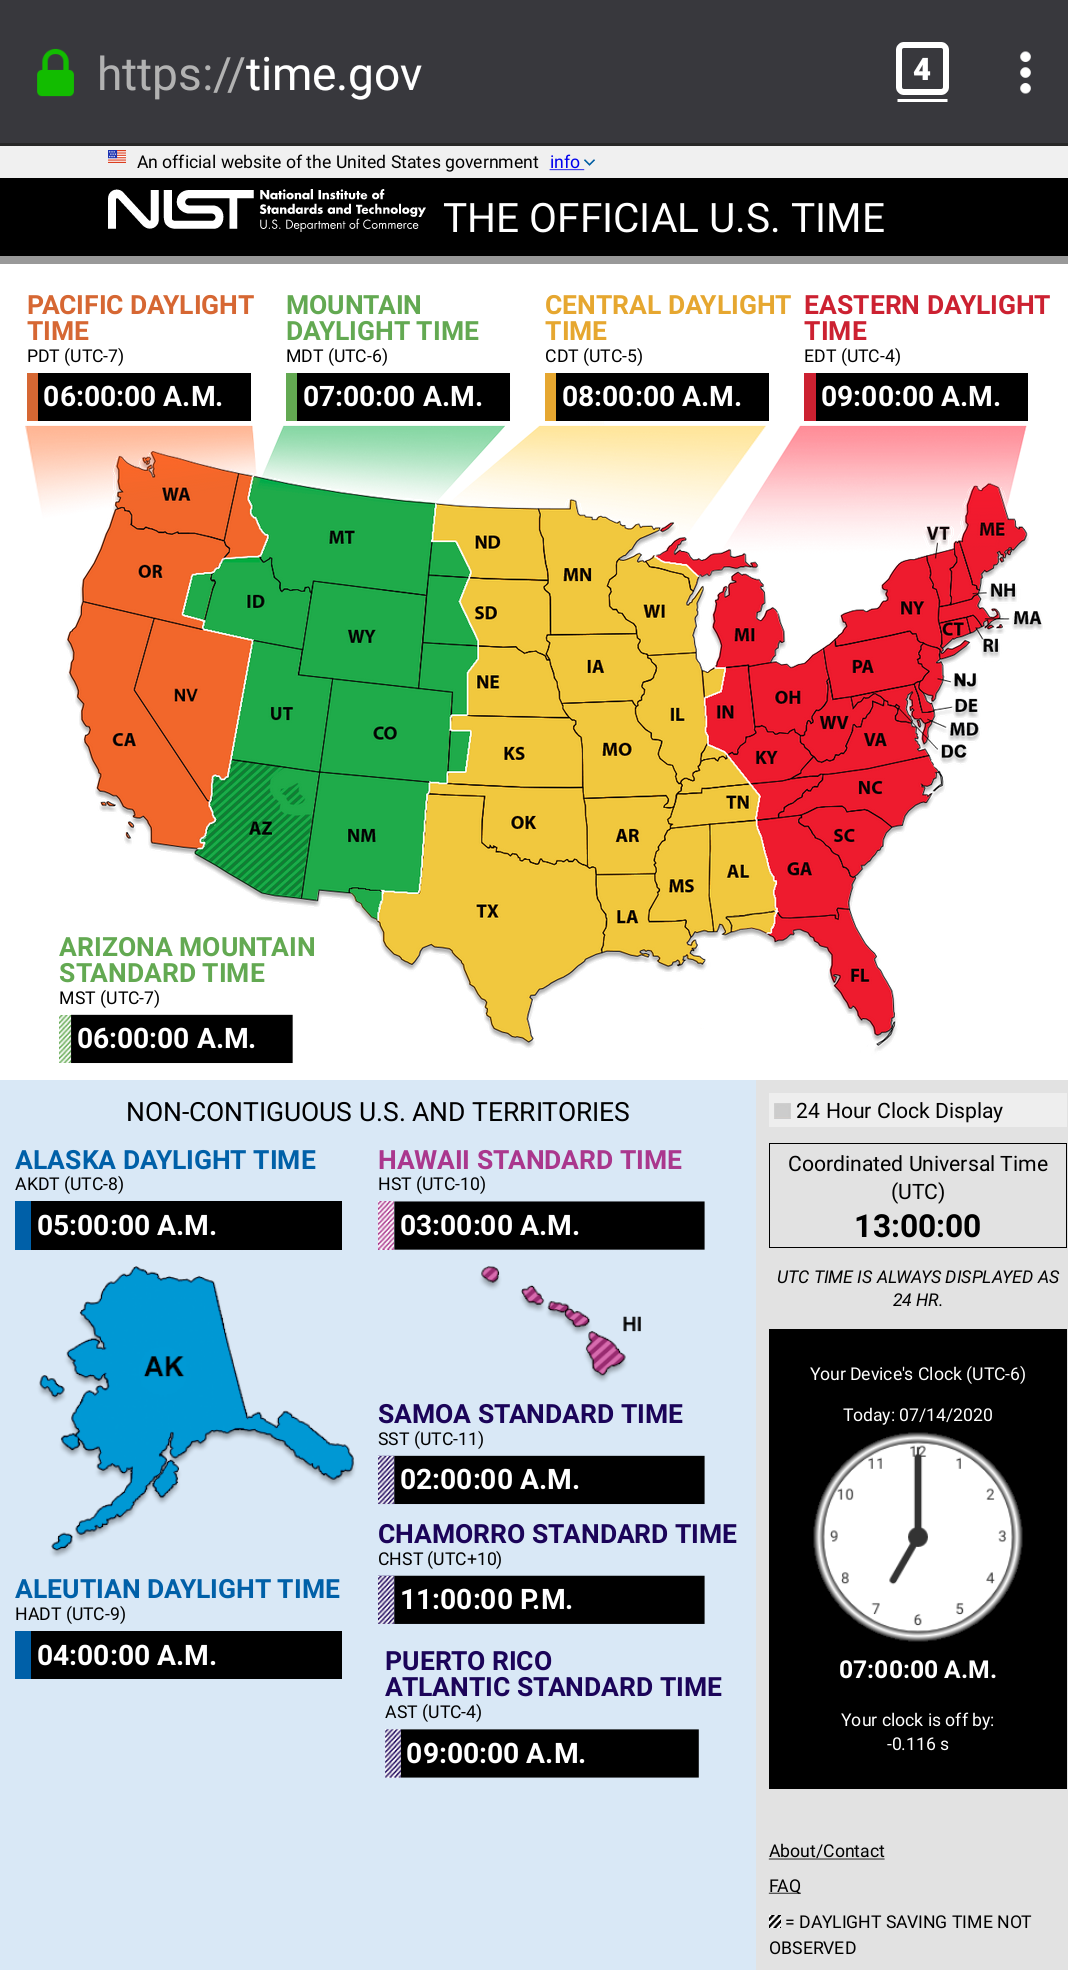 https://time.gov
4
An official website of the United States government info
NIST
National Institute of
Standards and Technology
U.S. Department of Commerce
THE OFFICIAL U.S. TIME
PACIFIC DAYLIGHT
TIME
PDT (UTC-7)
06:00:00 A.M.
MOUNTAIN
DAYLIGHT TIME
MDT (UTC-6)
07:00:00 A.M.
CENTRAL DAYLIGHT
TIME
CDT (UTC-5)
08:00:00 A.M.
EASTERN DAYLIGHT
TIME
EDT (UTC-4)
09:00:00 A.M.
WA
OR
CA
NV
MT
ID
WY
UT
CO
AZ
NM
ND
SD
NE
KS
OK
TX
MN
IA
MO
AR
LA
WI
IL
MS
AL
TN
MI
IN
OH
KY
WV
VA
NC
SC
GA
FL
PA
NY
VT
ME
NH
MA
CT
RI
NJ
DE
MD
DC
ARIZONA MOUNTAIN
STANDARD TIME
MST (UTC-7)
06:00:00 A.M.
NON-CONTIGUOUS U.S. AND TERRITORIES
ALASKA DAYLIGHT TIME
AKDT (UTC-8)
05:00:00 A.M.
AK
ALEUTIAN DAYLIGHT TIME
HADT (UTC-9)
04:00:00 A.M.
HAWAII STANDARD TIME
HST (UTC-10)
03:00:00 A.M.
HI
SAMOA STANDARD TIME
SST (UTC-11)
02:00:00 A.M.
CHAMORRO STANDARD TIME
CHST (UTC+10)
11:00:00 P.M.
PUERTO RICO
ATLANTIC STANDARD TIME
AST (UTC-4)
09:00:00 A.M.
24 Hour Clock Display
Coordinated Universal Time
(UTC)
13:00:00
UTC TIME IS ALWAYS DISPLAYED AS
24 HR.
Your Device's Clock (UTC-6)
Today: 07/14/2020
12
1
2
3
4
5
6
7
8
9
10
11
07:00:00 A.M.
Your clock is off by:
-0.116 s
About/Contact
FAQ
= DAYLIGHT SAVING TIME NOT
OBSERVED